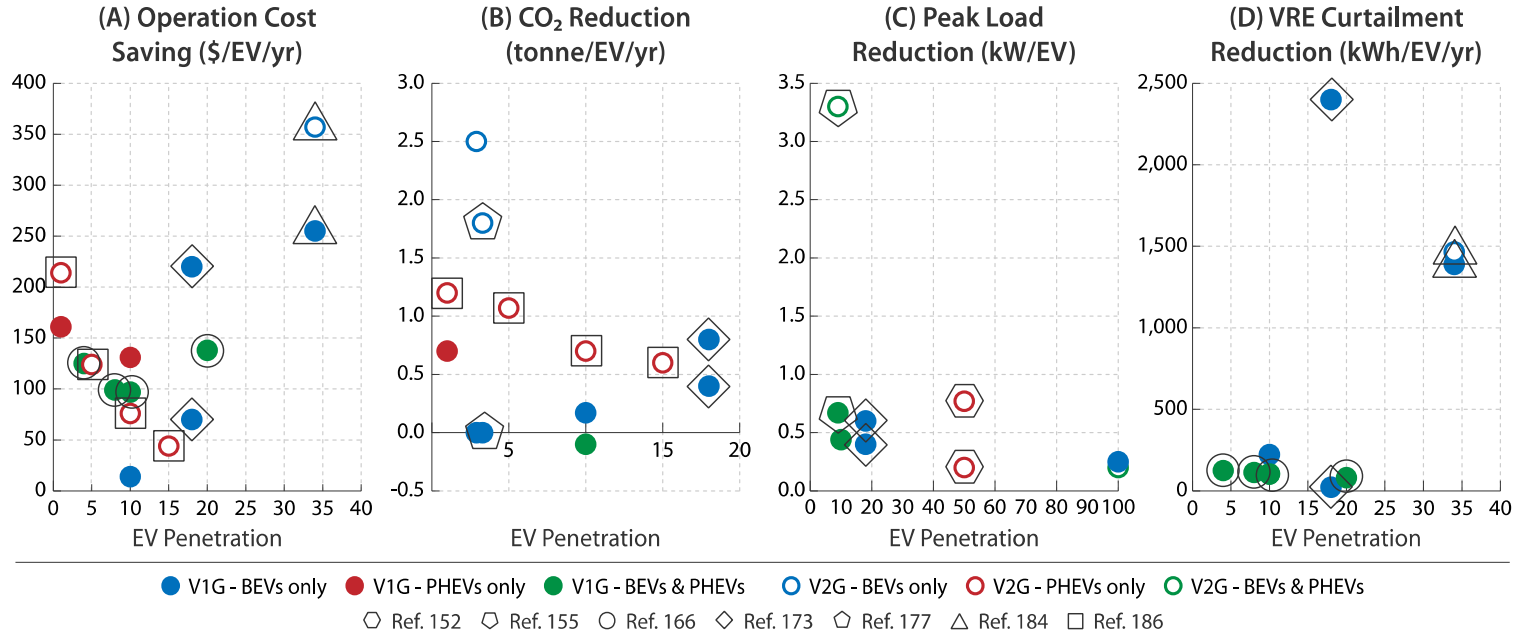 (A) Operation Cost
Saving ($/EV/yr)
400
350
300
250
200
150
100
50
0
0 5 10 15 20 25 30 35 40
EV Penetration
(B) CO₂ Reduction
(tonne/EV/yr)
3.0
2.5
2.0
1.5
1.0
0.5
0.0
-0.5
5 15 20
EV Penetration
(C) Peak Load
Reduction (kW/EV)
3.5
3.0
2.5
2.0
1.5
1.0
0.5
0.0
0 10 20 30 40 50 60 70 80 90 100
EV Penetration
(D) VRE Curtailment
Reduction (kWh/EV/yr)
2,500
2,000
1,500
1,000
500
0
0 5 10 15 20 25 30 35 40
EV Penetration
V1G - BEVs only V1G - PHEVs only V1G - BEVs & PHEVs V2G - BEVs only V2G - PHEVs only V2G - BEVs & PHEVs
Ref. 152 Ref. 155 Ref. 166 Ref. 173 Ref. 177 Ref. 184 Ref. 186